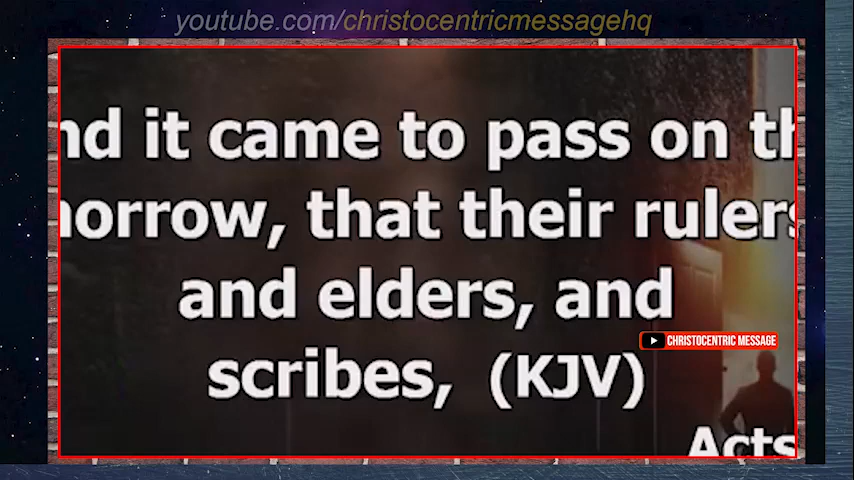 youtube.com/christocentricmessagehq
nd it came to pass on th
morrow, that their rulers
and elders, and
scribes, (KJV)
CHRISTOCENTRIC MESSAGE
Acts